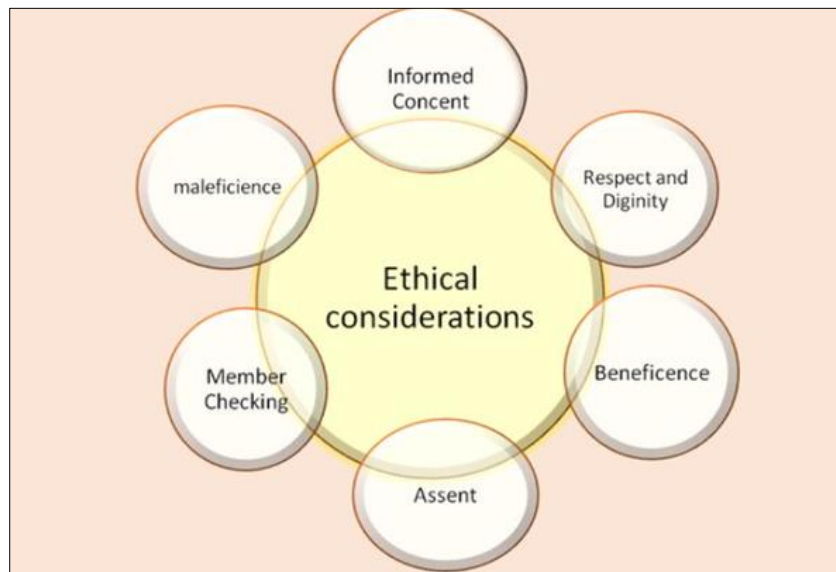 Informed
Concent
maleficience
Respect and
Diginity
Ethical
considerations
Member
Checking
Beneficence
Assent